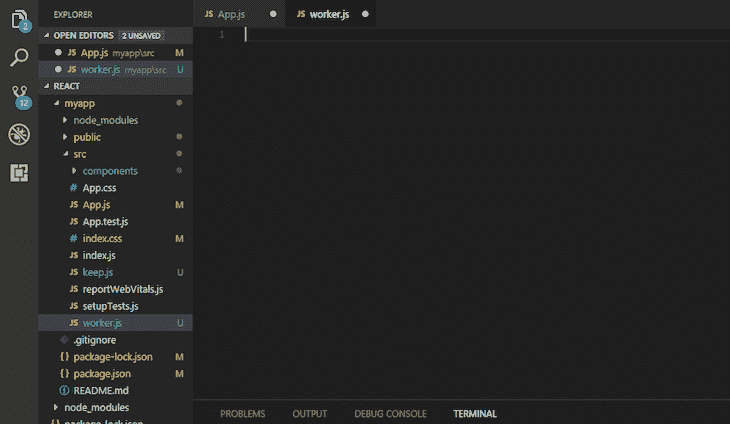 EXPLORER
OPEN EDITORS 2 UNSAVED
JS App.js myapp\src M
JS worker.js myapp\src U
REACT
myapp
node_modules
public
src
components
# App.css
JS App.js M
JS App.test.js
# index.css M
JS index.js
JS keep.js U
JS reportWebVitals.js
JS setupTests.js
JS worker.js U
.gitignore
{} package-lock.json M
{} package.json M
README.md
node_modules
{} package-lock.json
2
12
JS App.js
JS worker.js
1
PROBLEMS OUTPUT DEBUG CONSOLE TERMINAL